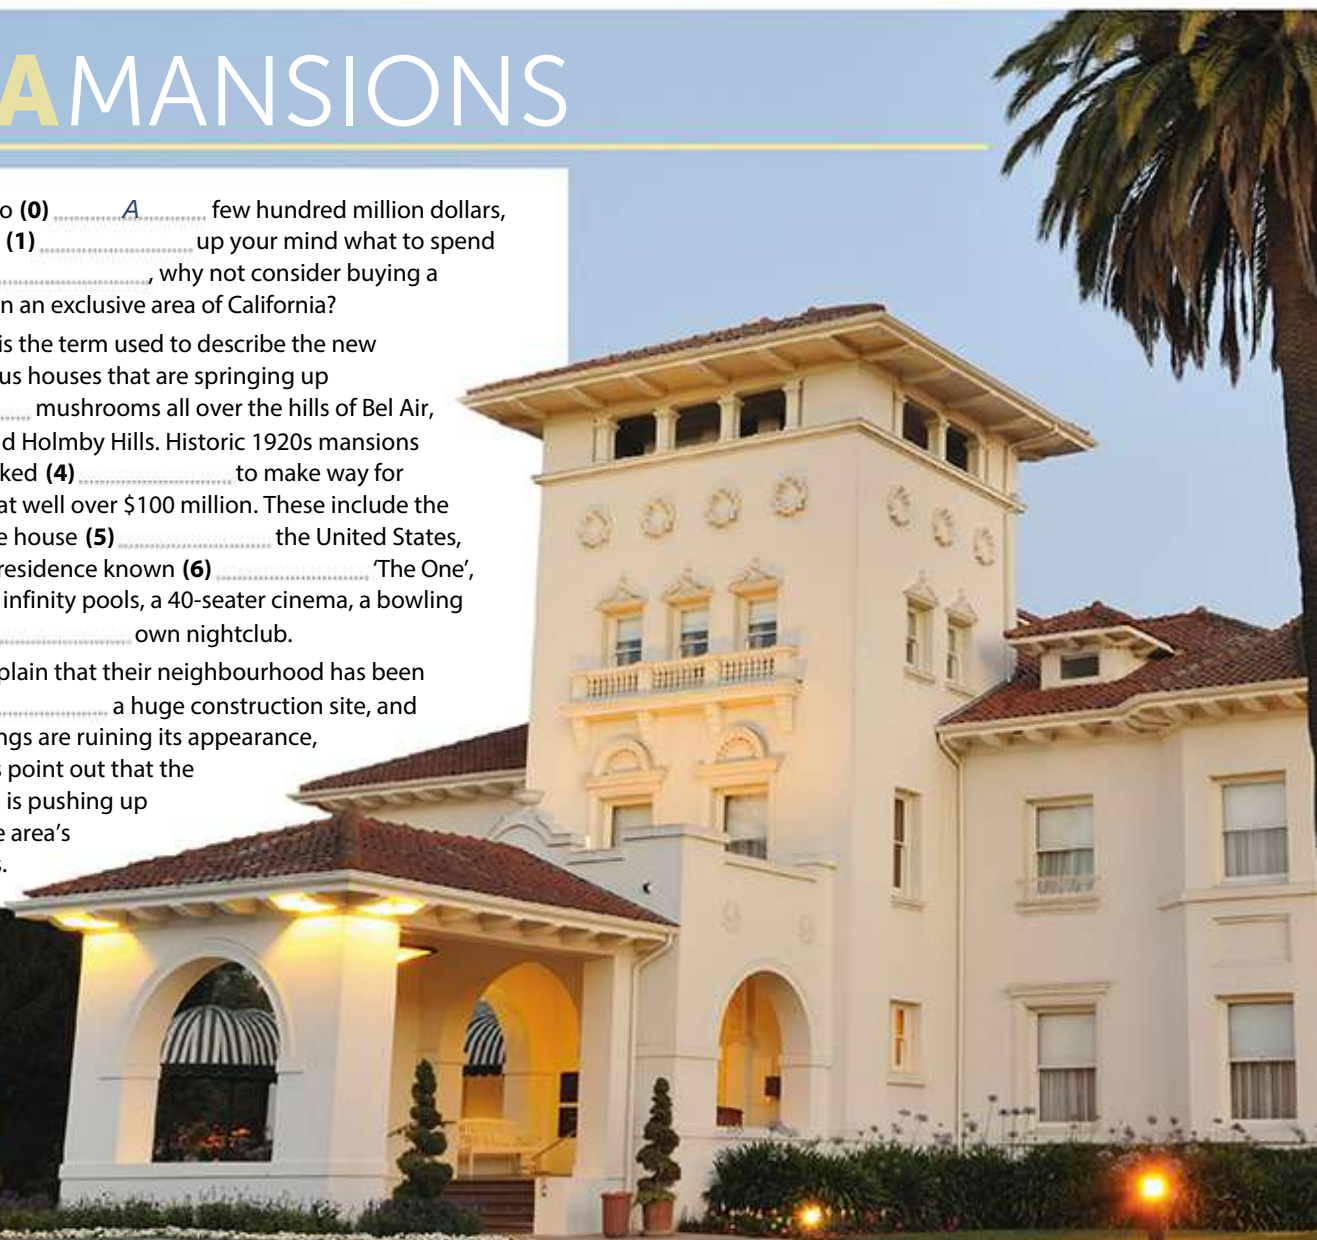 A MANSIONS
o (0) A few hundred million dollars,
(1) up your mind what to spend
, why not consider buying a
n an exclusive area of California?
is the term used to describe the new
us houses that are springing up
mushrooms all over the hills of Bel Air,
d Holmby Hills. Historic 1920s mansions
ked (4) to make way for
at well over $100 million. These include the
e house (5) the United States,
residence known (6) 'The One',
infinity pools, a 40-seater cinema, a bowling
own nightclub.
plain that their neighbourhood has been
a huge construction site, and
ngs are ruining its appearance,
s point out that the
is pushing up
e area's
s.